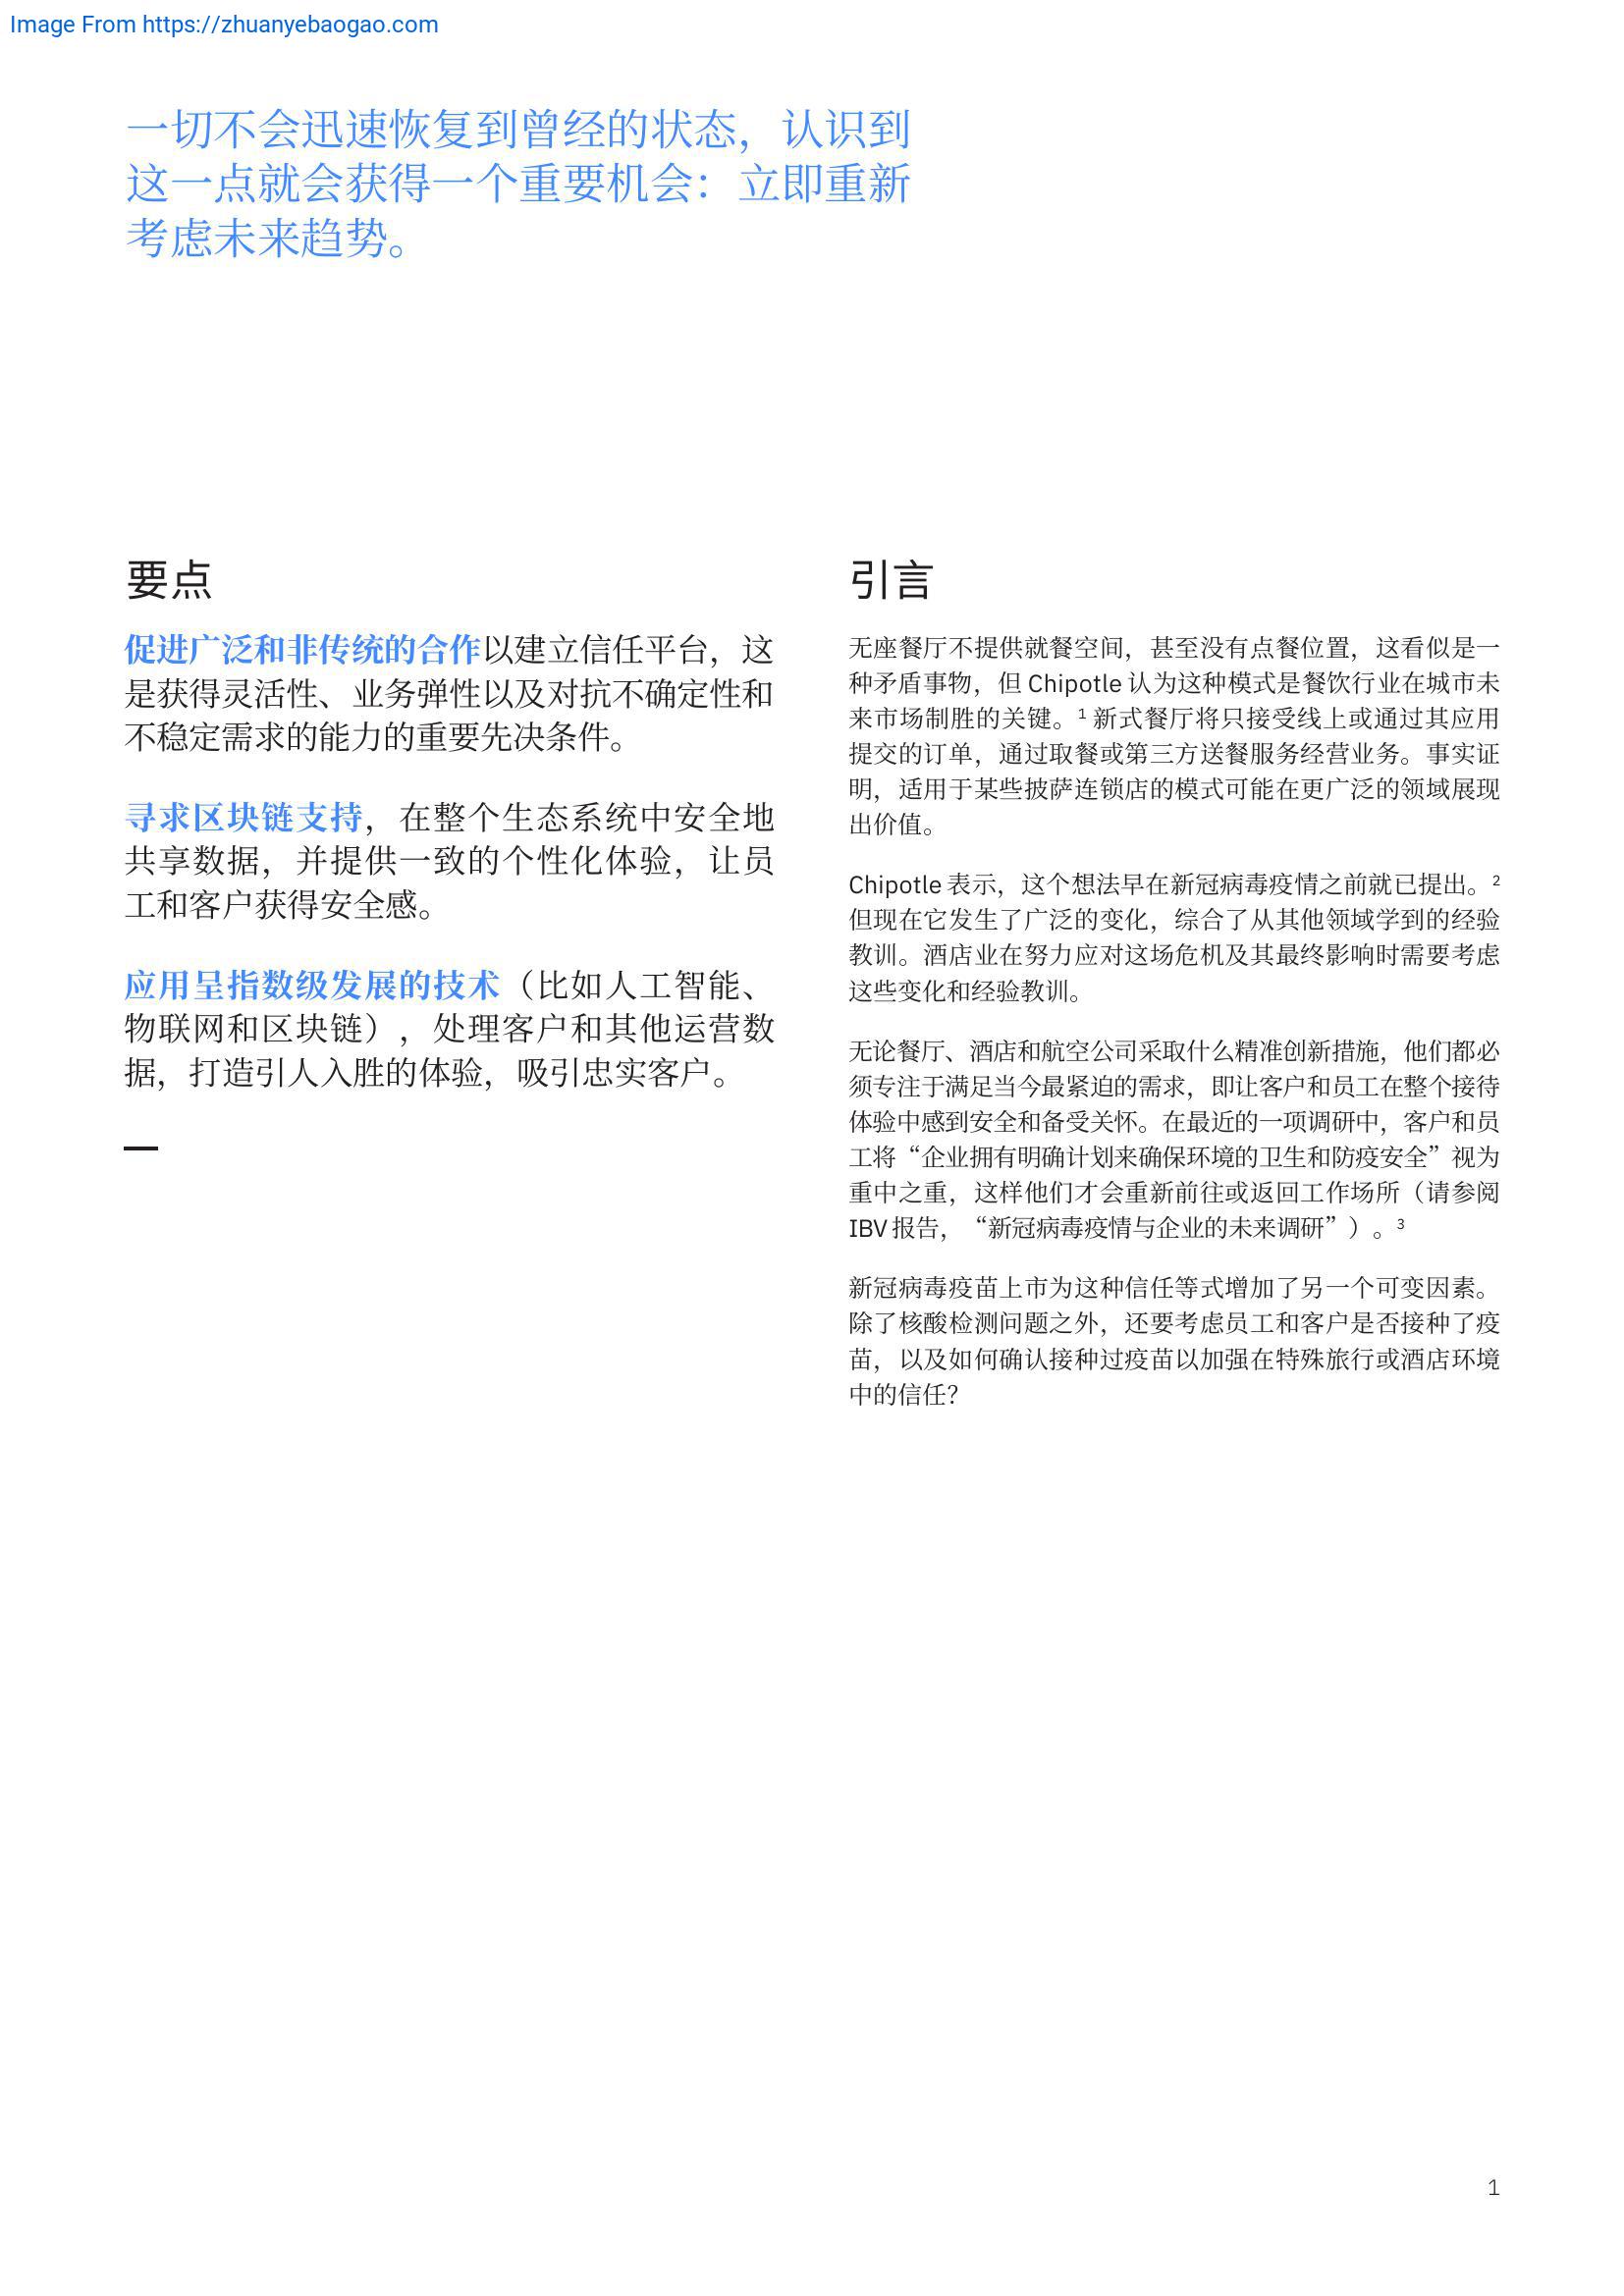 Image From https://zhuanyebaogao.com
一切不会迅速恢复到曾经的状态，认识到
这一点就会获得一个重要机会：立即重新
考虑未来趋势。
要点
促进广泛和非传统的合作以建立信任平台，这
是获得灵活性、业务弹性以及对抗不确定性和
不稳定需求的能力的重要先决条件。
寻求区块链支持，在整个生态系统中安全地
共享数据，并提供一致的个性化体验，让员
工和客户获得安全感。
应用呈指数级发展的技术（比如人工智能、
物联网和区块链），处理客户和其他运营数
据，打造引人入胜的体验，吸引忠实客户。
引言
无座餐厅不提供就餐空间，甚至没有点餐位置，这看似是一
种矛盾事物，但 Chipotle 认为这种模式是餐饮行业在城市未
来市场制胜的关键。¹ 新式餐厅将只接受线上或通过其应用
提交的订单，通过取餐或第三方送餐服务经营业务。事实证
明，适用于某些披萨连锁店的模式可能在更广泛的领域展现
出价值。
Chipotle 表示，这个想法早在新冠病毒疫情之前就已提出。²
但现在它发生了广泛的变化，综合了从其他领域学到的经验
教训。酒店业在努力应对这场危机及其最终影响时需要考虑
这些变化和经验教训。
无论餐厅、酒店和航空公司采取什么精准创新措施，他们都必
须专注于满足当今最紧迫的需求，即让客户和员工在整个接待
体验中感到安全和备受关怀。在最近的一项调研中，客户和员
工将“企业拥有明确计划来确保环境的卫生和防疫安全”视为
重中之重，这样他们才会重新前往或返回工作场所（请参阅
IBV 报告，“新冠病毒疫情与企业的未来调研”）。³
新冠病毒疫苗上市为这种信任等式增加了另一个可变因素。
除了核酸检测问题之外，还要考虑员工和客户是否接种了疫
苗，以及如何确认接种过疫苗以加强在特殊旅行或酒店环境
中的信任？
1